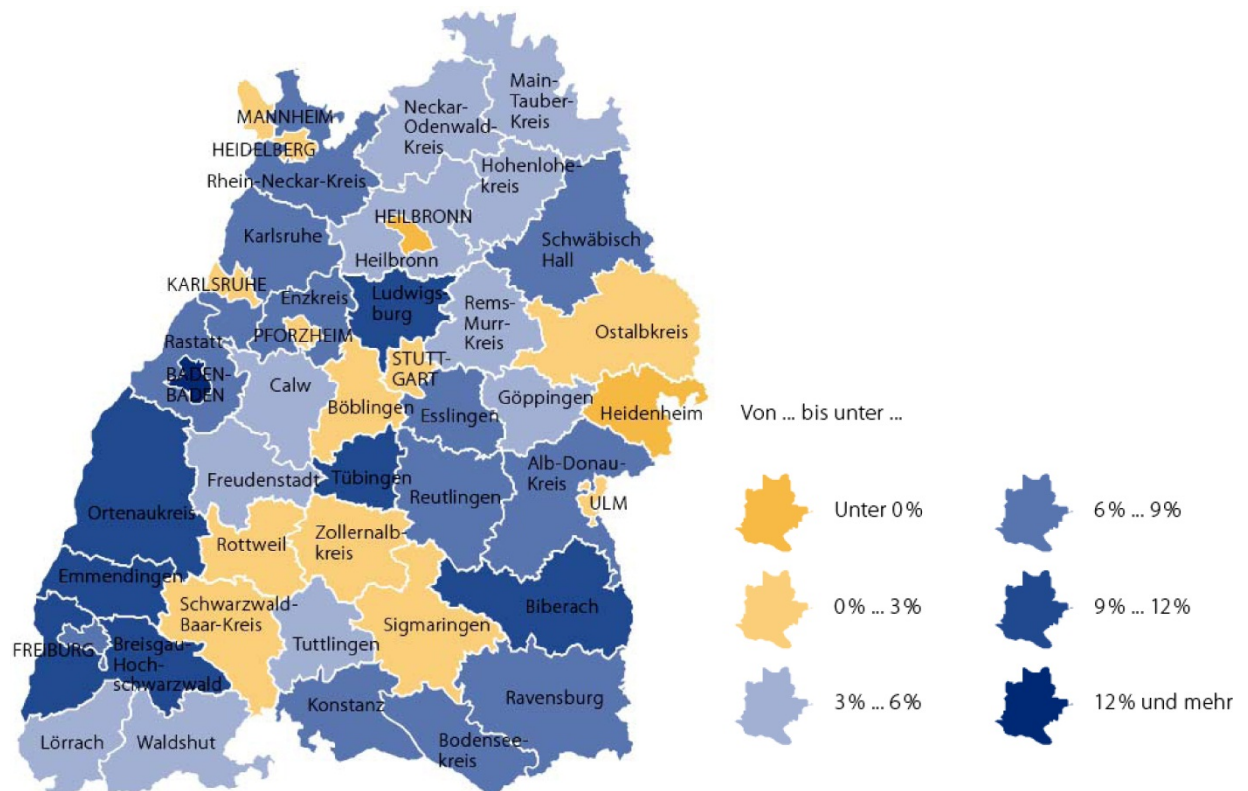 Main-
Tauber-
Kreis
Neckar-
Odenwald-
Kreis
MANNHEIM
HEIDELBERG
Hohenlohe-
kreis
Rhein-Neckar-Kreis
HEILBRONN
Karlsruhe
Schwäbisch
Hall
Heilbronn
KARLSRUHE
Enzkreis
Ludwigs-
burg
Rems-
Murr-
Kreis
Ostalbkreis
Rastatt
PFORZHEIM
STUTT-
GART
BADEN-
BADEN
Calw
Böblingen
Esslingen
Göppingen
Heidenheim
Freudenstadt
Tübingen
Reutlingen
Alb-Donau-
Kreis
ULM
Ortenaukreis
Rottweil
Zollernalb-
kreis
Emmendingen
Schwarzwald-
Baar-Kreis
Biberach
FREIBURG
Breisgau-
Hoch-
schwarzwald
Tuttlingen
Sigmaringen
Konstanz
Ravensburg
Lörrach
Waldshut
Bodensee-
kreis
Von ... bis unter ...
Unter 0%
0% ... 3%
3% ... 6%
6% ... 9%
9% ... 12%
12% und mehr